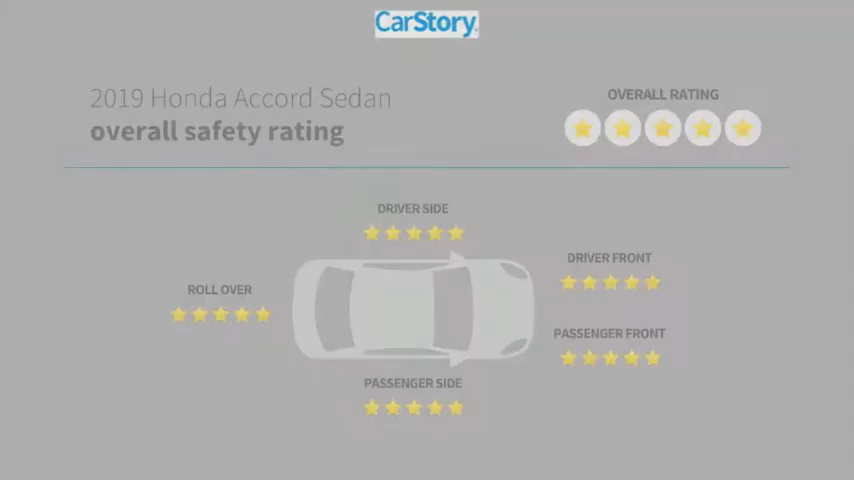 CarStory
2019 Honda Accord Sedan
overall safety rating
OVERALL RATING
DRIVER SIDE
DRIVER FRONT
ROLL OVER
PASSENGER FRONT
PASSENGER SIDE